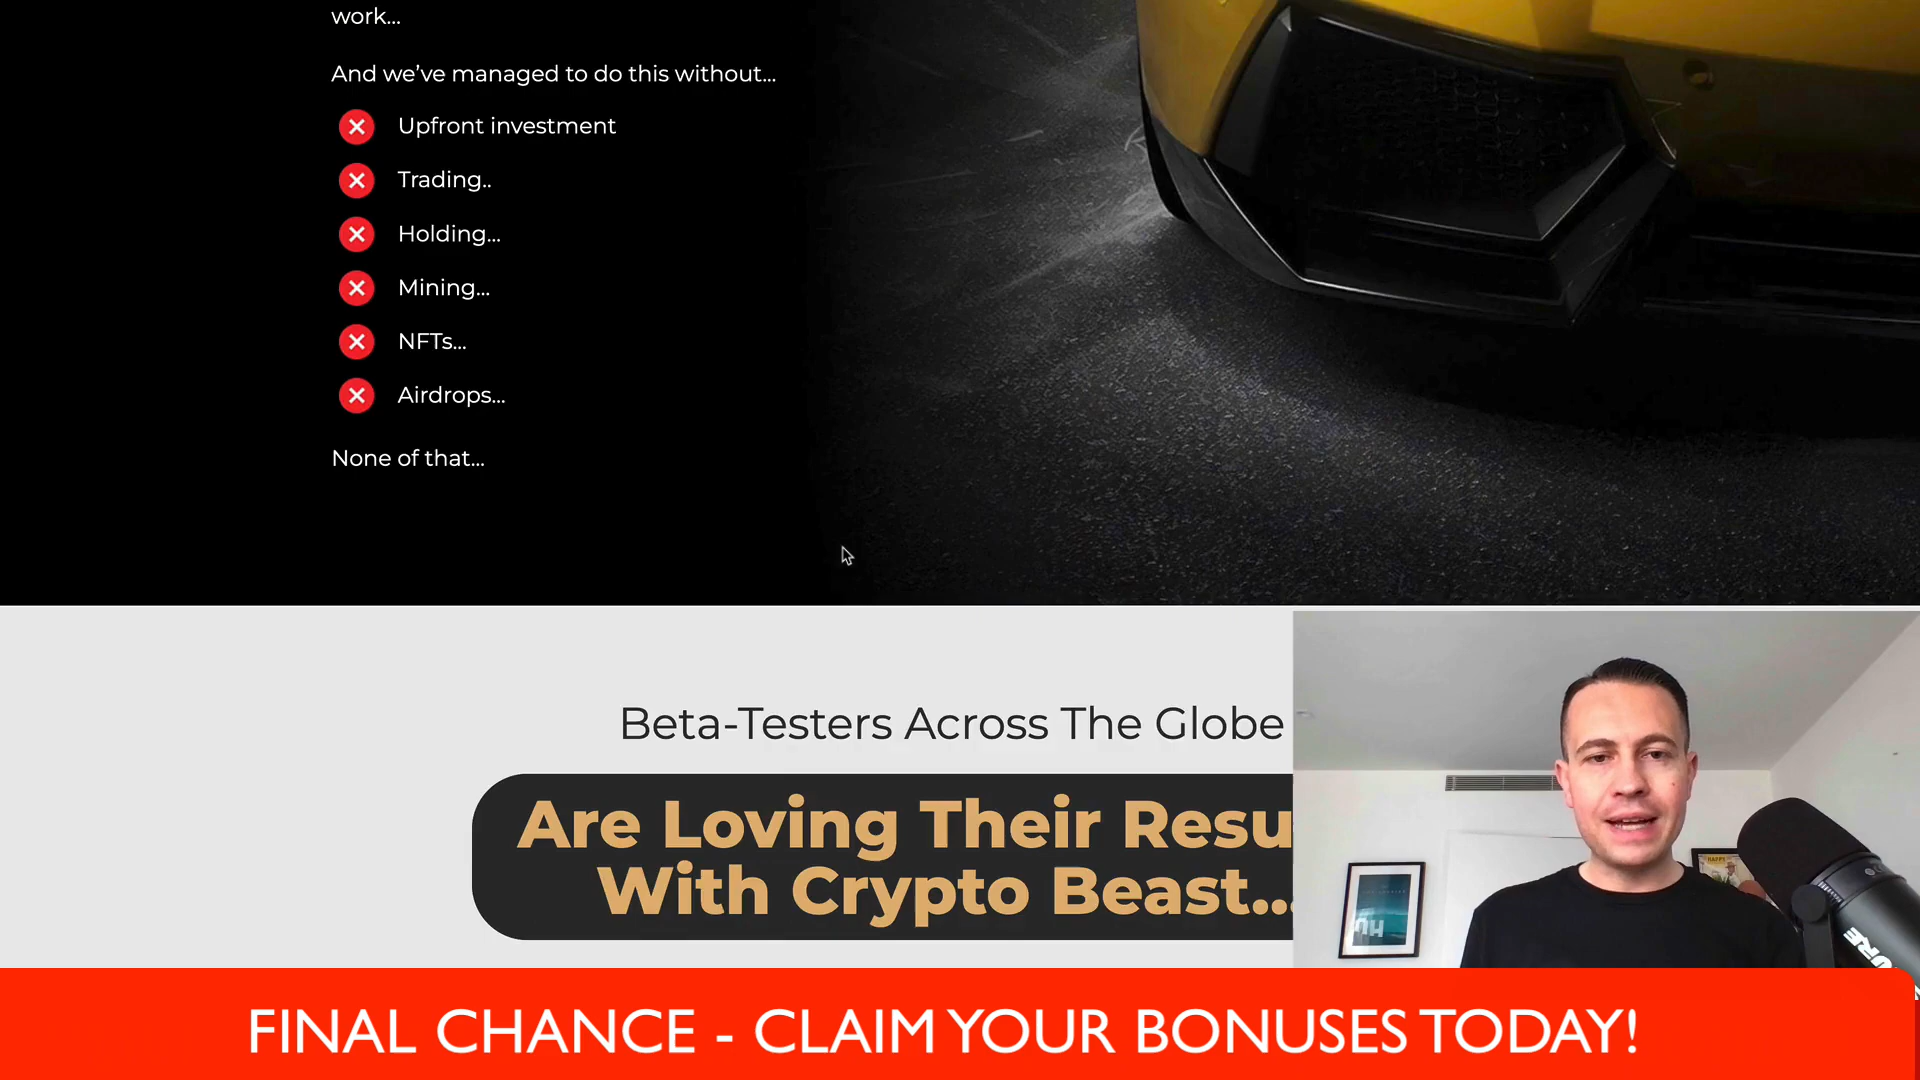 work...
And we’ve managed to do this without...
Upfront investment
Trading..
Holding...
Mining...
NFTs...
Airdrops...
None of that...
Beta-Testers Across The Globe
Are Loving Their Resu
With Crypto Beast...
HAPPY
FINAL CHANCE - CLAIM YOUR BONUSES TODAY!